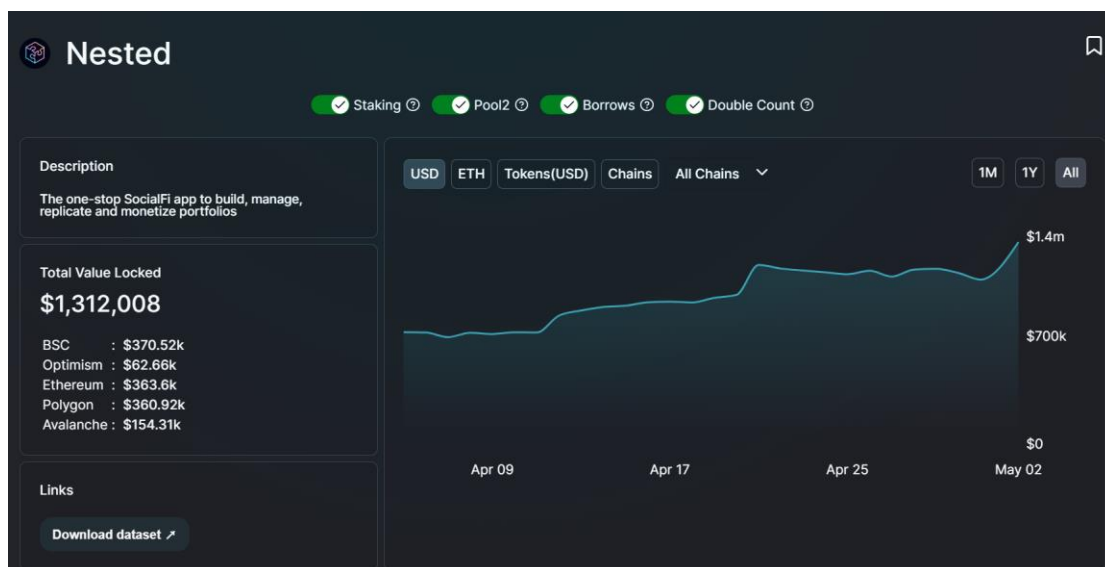 Nested
Staking Pool2 Borrows Double Count
Description
The one-stop SocialFi app to build, manage,
replicate and monetize portfolios
Total Value Locked
$1,312,008
BSC : $370.52k
Optimism : $62.66k
Ethereum : $363.6k
Polygon : $360.92k
Avalanche : $154.31k
Links
Download dataset ↗
USD ETH Tokens(USD) Chains All Chains 1M 1Y All
$1.4m
$700k
$0
Apr 09 Apr 17 Apr 25 May 02